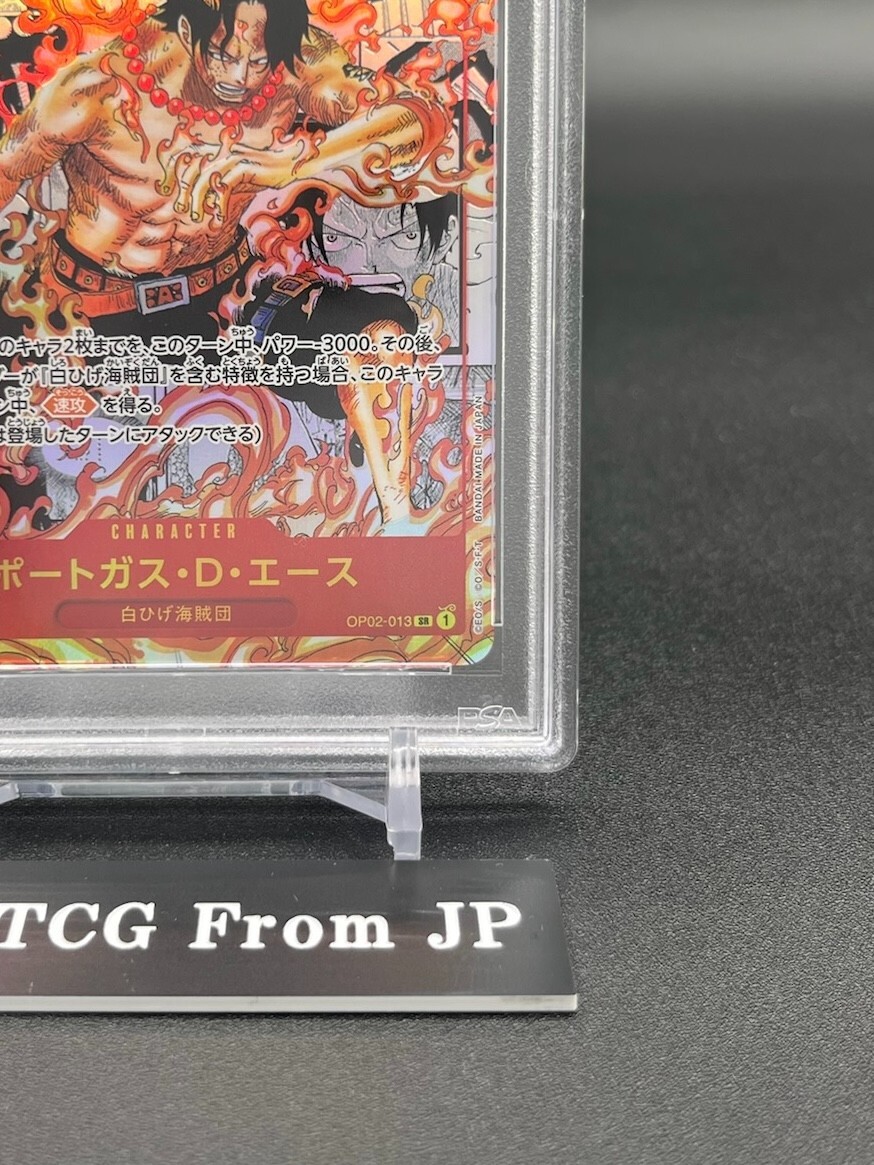 のキャラ2枚までを、このターン中、パワー-3000。その後、
ダーが『白ひげ海賊団』を含む特徴を持つ場合、このキャラ
ン中、速攻を得る。
は登場したターンにアタックできる)
CHARACTER
ポートガス・D・エース
白ひげ海賊団
OP02-013 SR 1
©E.O/S. ©O/S,F,T BANDAI MADE IN JAPAN
PSA
TCG From JP